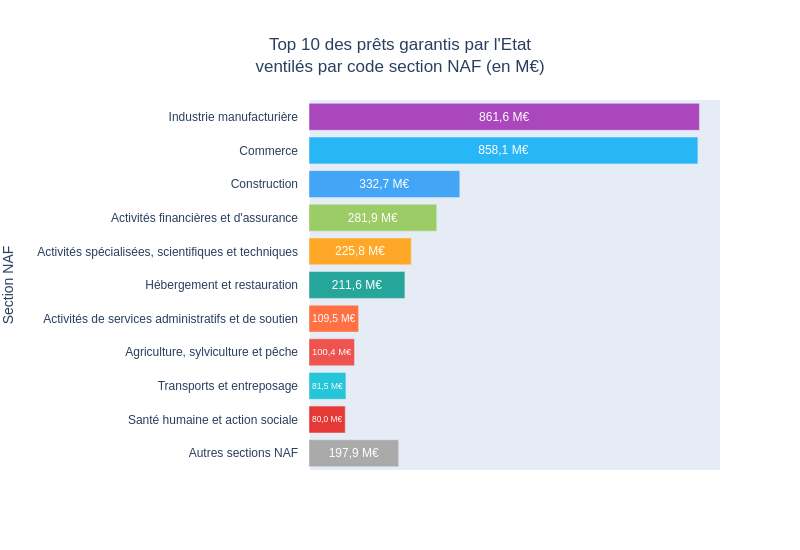 Top 10 des prêts garantis par l'Etat
ventilés par code section NAF (en M€)
Section NAF
Industrie manufacturière 861,6 M€
Commerce 858,1 M€
Construction 332,7 M€
Activités financières et d'assurance 281,9 M€
Activités spécialisées, scientifiques et techniques 225,8 M€
Hébergement et restauration 211,6 M€
Activités de services administratifs et de soutien 109,5 M€
Agriculture, sylviculture et pêche 100,4 M€
Transports et entreposage 81,5 M€
Santé humaine et action sociale 80,0 M€
Autres sections NAF 197,9 M€